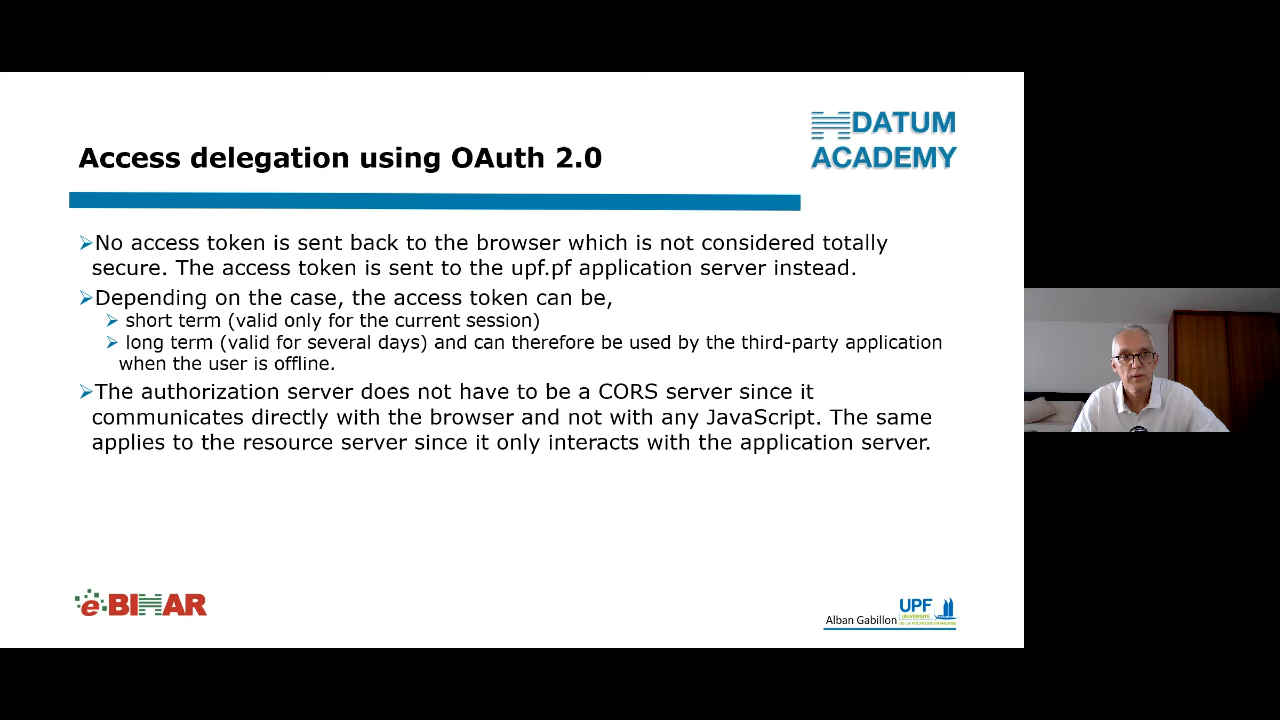 DATUM
ACADEMY
Access delegation using OAuth 2.0
No access token is sent back to the browser which is not considered totally
secure. The access token is sent to the upf.pf application server instead.
Depending on the case, the access token can be,
short term (valid only for the current session)
long term (valid for several days) and can therefore be used by the third-party application
when the user is offline.
The authorization server does not have to be a CORS server since it
communicates directly with the browser and not with any JavaScript. The same
applies to the resource server since it only interacts with the application server.
e-BIHAR
Alban Gabillon
UPF
UNIVERSITÉ
DE LA POLYNÉSIE FRANÇAISE